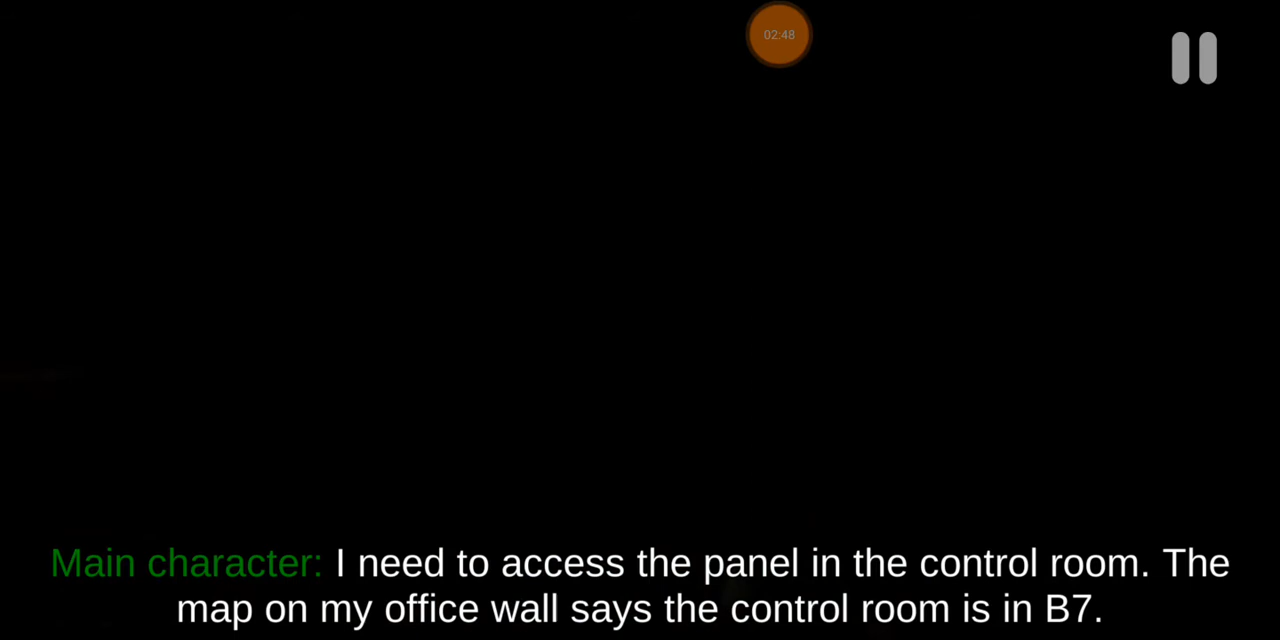 02:48
Main character: I need to access the panel in the control room. The
map on my office wall says the control room is in B7.